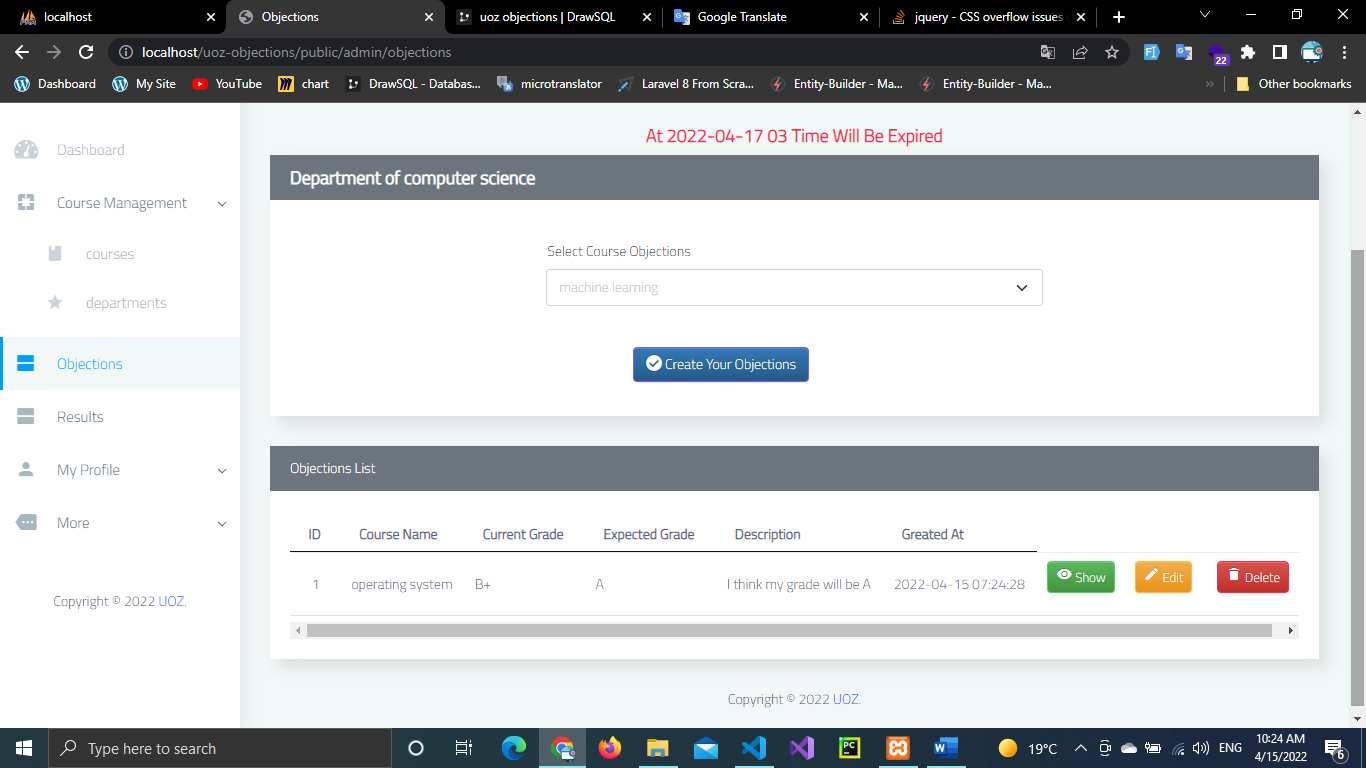 localhost
Objections
uoz objections | DrawSQL
Google Translate
jquery - CSS overflow issues
localhost/uoz-objections/public/admin/objections
22
Dashboard
My Site
YouTube
chart
DrawSQL - Databas...
microtranslator
Laravel 8 From Scra...
Entity-Builder - Ma...
Entity-Builder - Ma...
»
Other bookmarks
Dashboard
Course Management
courses
departments
Objections
Results
My Profile
More
Copyright © 2022 UOZ.
At 2022-04-17 03 Time Will Be Expired
Department of computer science
Select Course Objections
machine learning
Create Your Objections
Objections List
ID Course Name Current Grade Expected Grade Description Greated At
1 operating system B+ A I think my grade will be A 2022-04-15 07:24:28 Show Edit Delete
Copyright © 2022 UOZ.
Type here to search
19°C
ENG
10:24 AM
4/15/2022
6